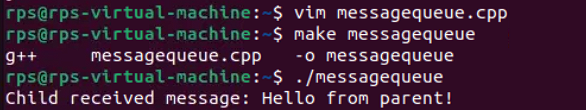 rps@rps-virtual-machine:~$ vim messagequeue.cpp
rps@rps-virtual-machine:~$ make messagequeue
g++     messagequeue.cpp   -o messagequeue
rps@rps-virtual-machine:~$ ./messagequeue
Child received message: Hello from parent!